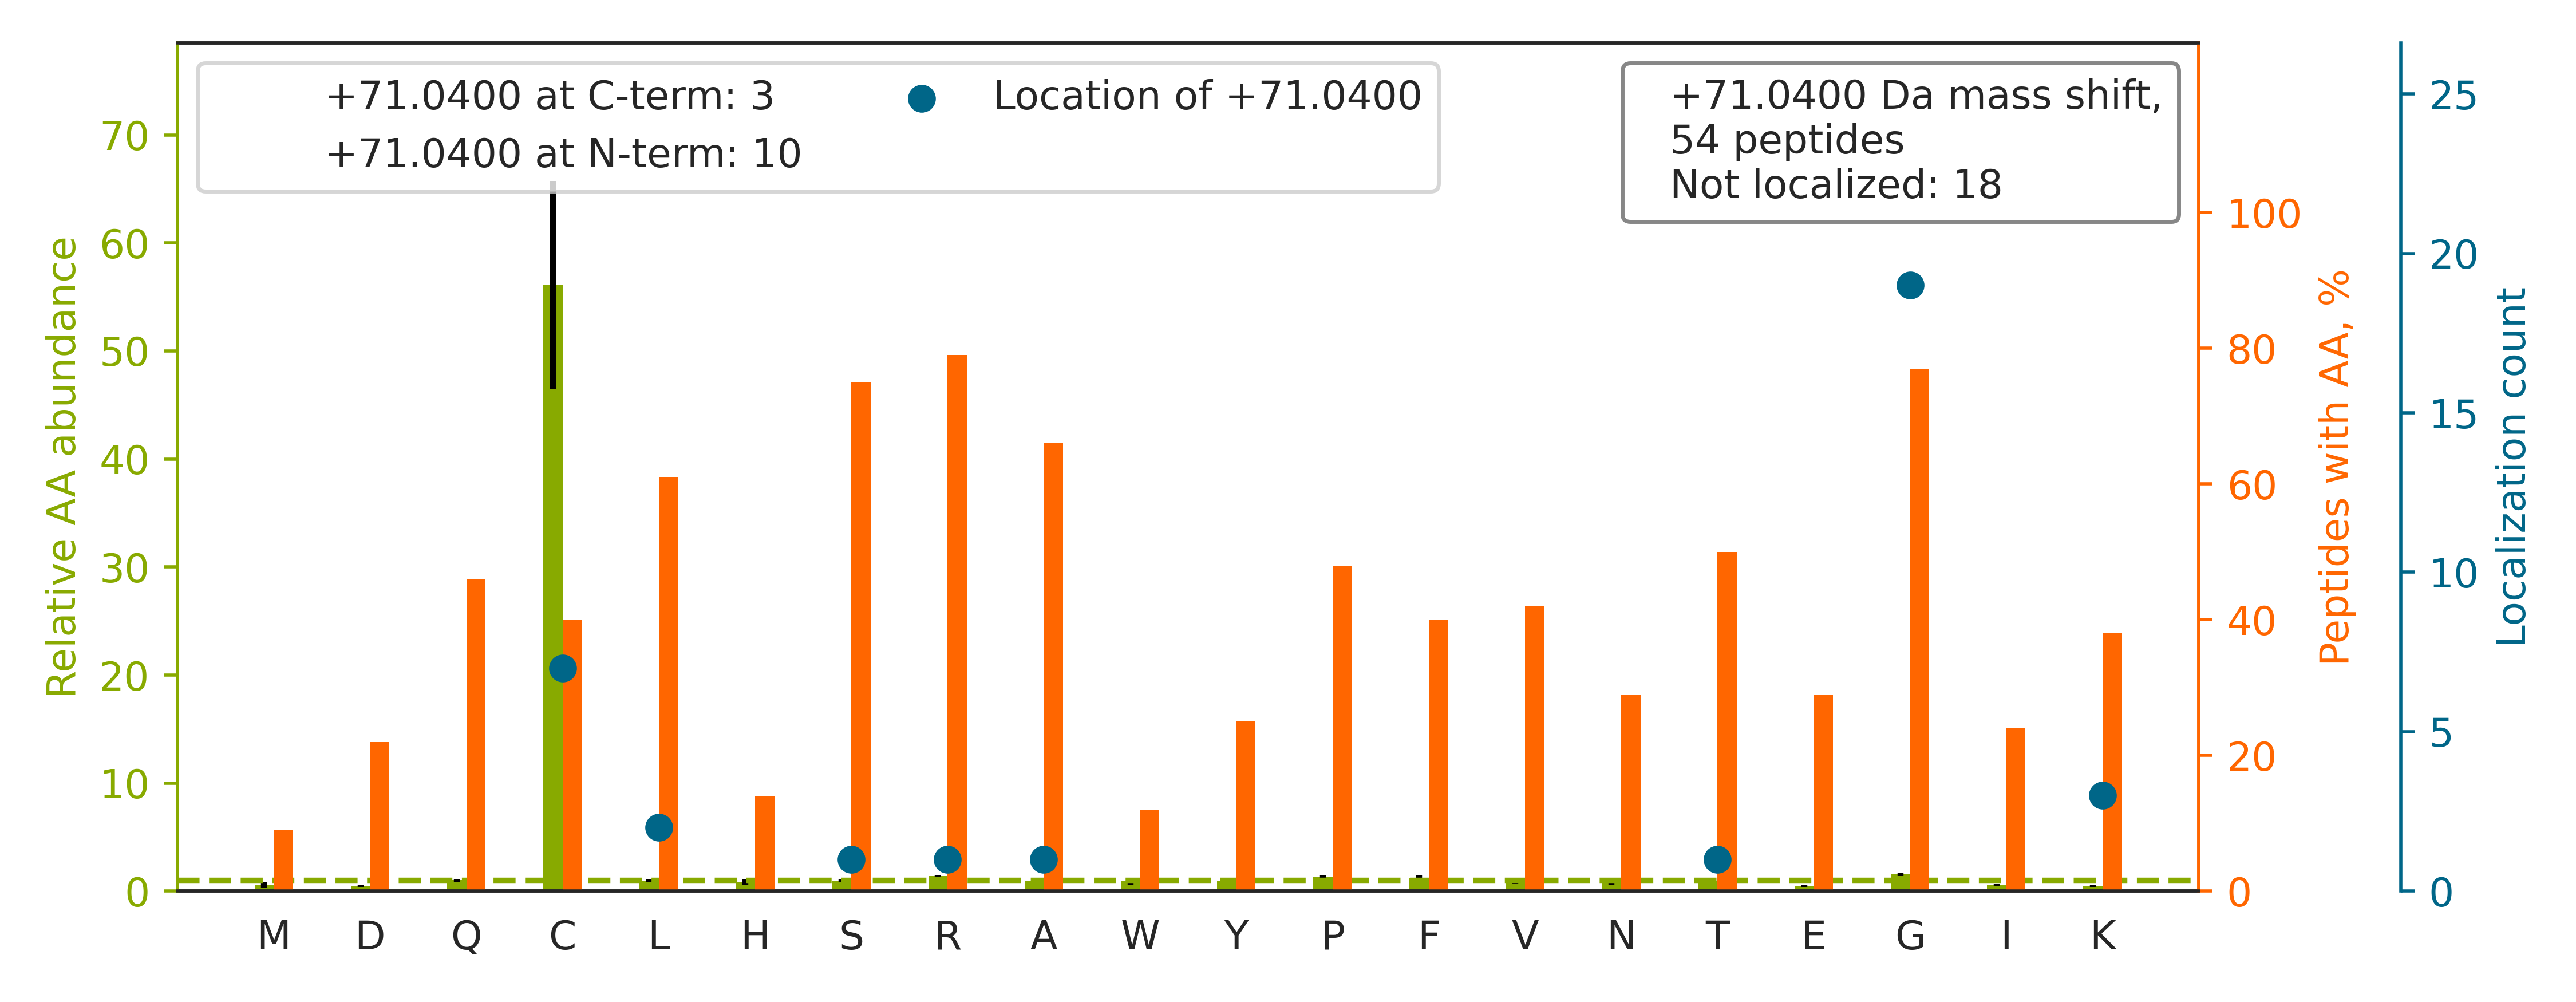 +71.0400 at C-term: 3
+71.0400 at N-term: 10
Location of +71.0400
+71.0400 Da mass shift,
54 peptides
Not localized: 18
Relative AA abundance
70
60
50
40
30
20
10
0
M D Q C L H S R A W Y P F V N T E G I K
100
80
60
40
20
0
Peptides with AA, %
25
20
15
10
5
0
Localization count